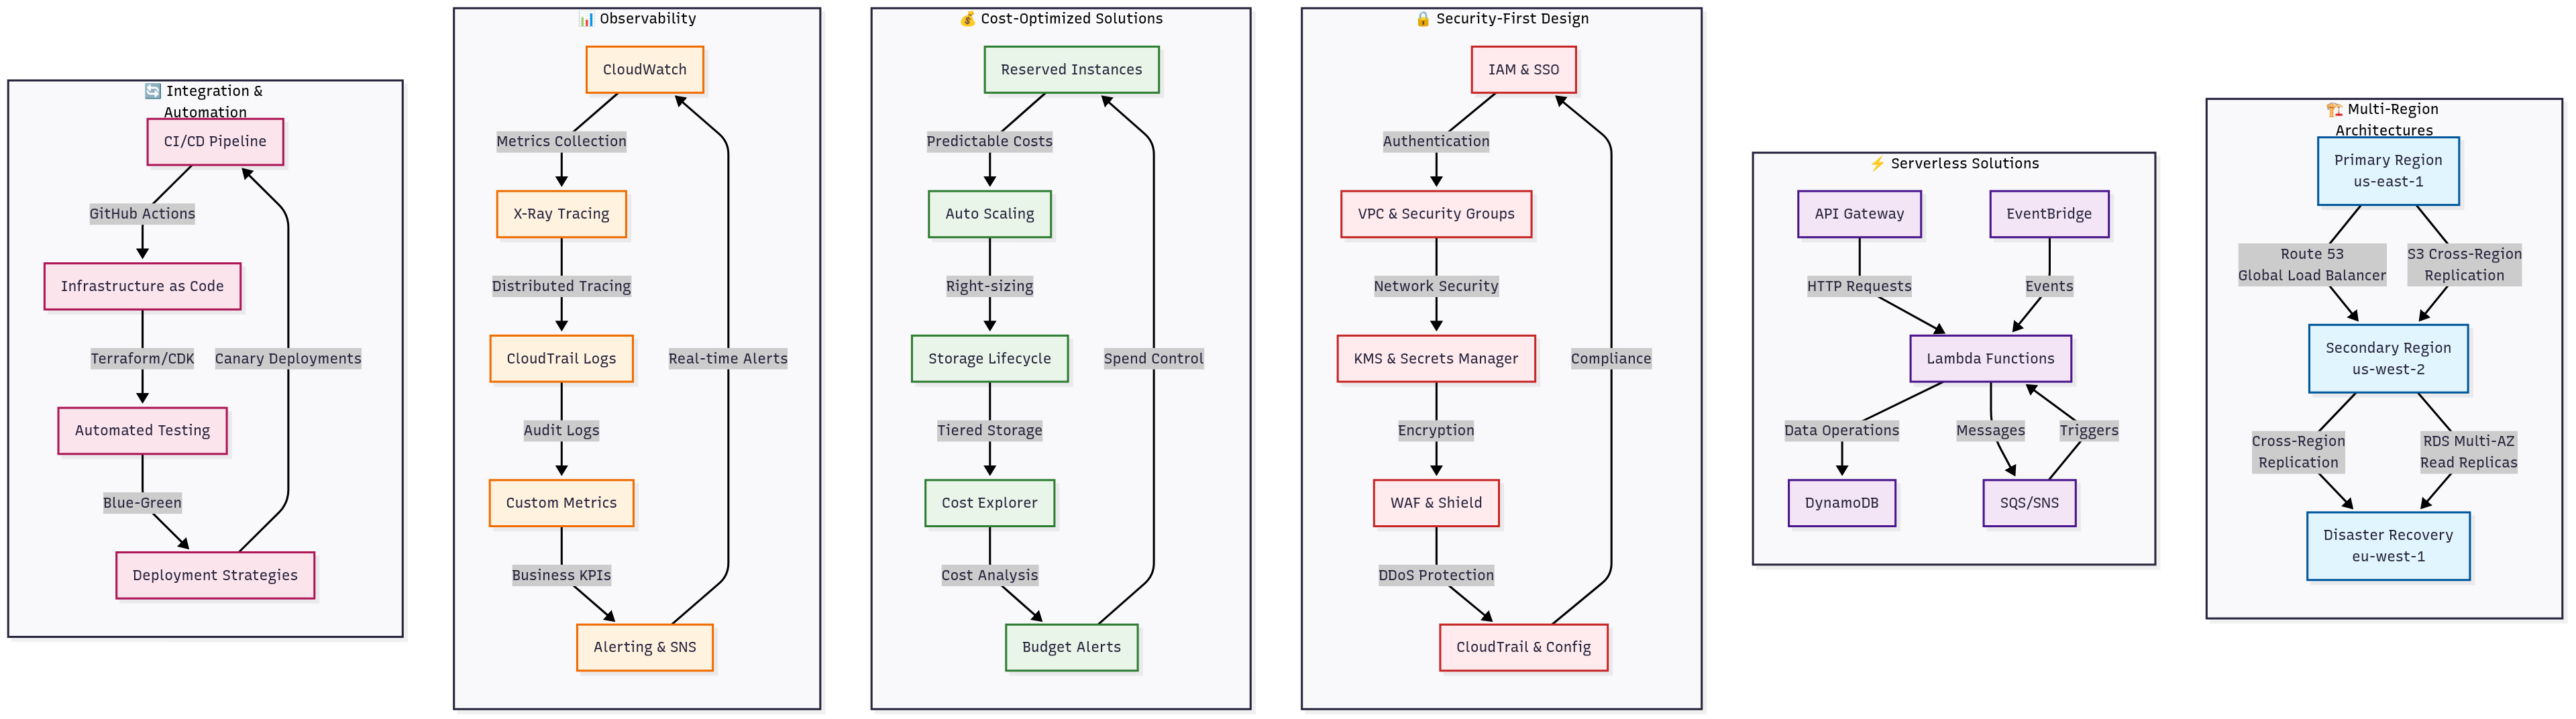 🔄 Integration &
Automation
CI/CD Pipeline
GitHub Actions
Infrastructure as Code
Terraform/CDK
Canary Deployments
Automated Testing
Blue-Green
Deployment Strategies
📊 Observability
CloudWatch
Metrics Collection
X-Ray Tracing
Distributed Tracing
CloudTrail Logs
Real-time Alerts
Audit Logs
Custom Metrics
Business KPIs
Alerting & SNS
💰 Cost-Optimized Solutions
Reserved Instances
Predictable Costs
Auto Scaling
Right-sizing
Storage Lifecycle
Spend Control
Tiered Storage
Cost Explorer
Cost Analysis
Budget Alerts
🔒 Security-First Design
IAM & SSO
Authentication
VPC & Security Groups
Network Security
KMS & Secrets Manager
Compliance
Encryption
WAF & Shield
DDoS Protection
CloudTrail & Config
⚡ Serverless Solutions
API Gateway
EventBridge
HTTP Requests
Events
Lambda Functions
Data Operations
Messages
Triggers
DynamoDB
SQS/SNS
🏗️ Multi-Region
Architectures
Primary Region
us-east-1
Route 53
Global Load Balancer
S3 Cross-Region
Replication
Secondary Region
us-west-2
Cross-Region
Replication
RDS Multi-AZ
Read Replicas
Disaster Recovery
eu-west-1